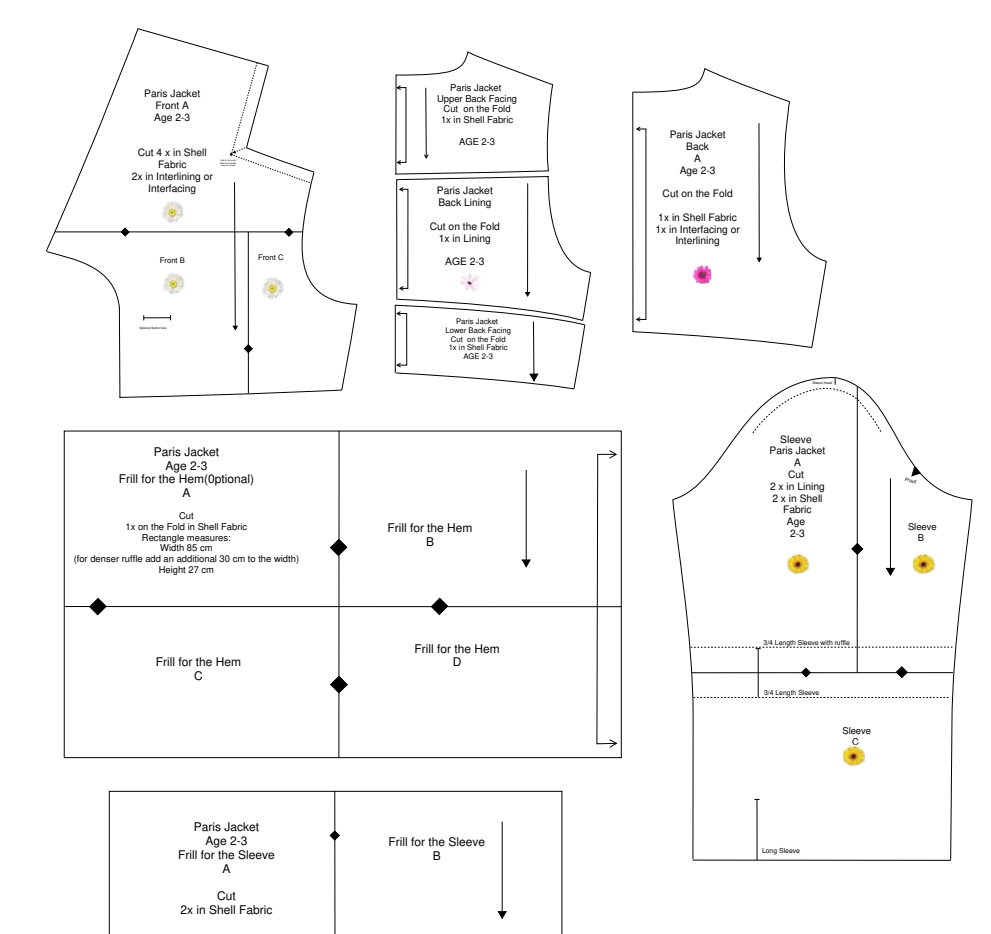 Paris Jacket
Front A
Age 2-3
Cut 4 x in Shell
Fabric
2x in Interlining or
Interfacing
Front B
Front C
Optional Button hole
Paris Jacket
Upper Back Facing
Cut on the Fold
1x in Shell Fabric
AGE 2-3
Paris Jacket
Back Lining
Cut on the Fold
1x in Lining
AGE 2-3
Paris Jacket
Lower Back Facing
Cut on the Fold
1x in Shell Fabric
AGE 2-3
Paris Jacket
Back
A
Age 2-3
Cut on the Fold
1x in Shell Fabric
1x in Interfacing or
Interlining
Paris Jacket
Age 2-3
Frill for the Hem(0ptional)
A
Cut
1x on the Fold in Shell Fabric
Rectangle measures:
Width 85 cm
(for denser ruffle add an additional 30 cm to the width)
Height 27 cm
Frill for the Hem
B
Frill for the Hem
C
Frill for the Hem
D
Sleeve Head
Sleeve
Paris Jacket
A
Cut
2 x in Lining
2 x in Shell
Fabric
Age
2-3
Front
Sleeve
B
3/4 Length Sleeve with ruffle
3/4 Length Sleeve
Sleeve
C
Long Sleeve
Paris Jacket
Age 2-3
Frill for the Sleeve
A
Cut
2x in Shell Fabric
Frill for the Sleeve
B